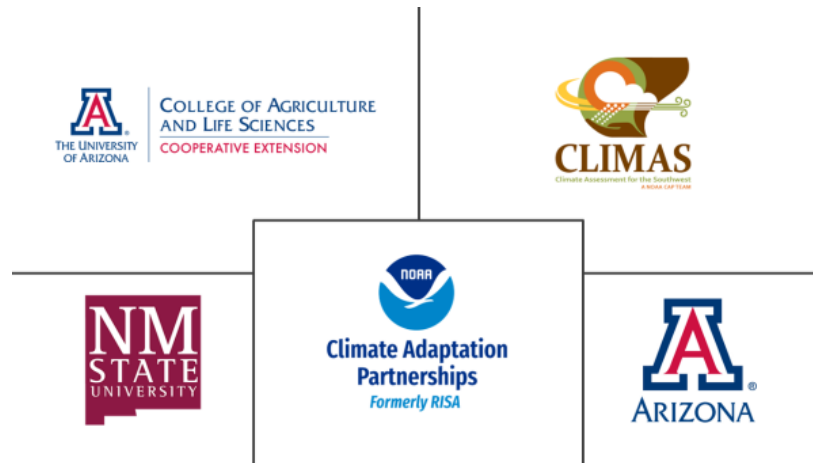 A
THE UNIVERSITY
OF ARIZONA
COLLEGE OF AGRICULTURE
AND LIFE SCIENCES
COOPERATIVE EXTENSION
CLIMAS
Climate Assessment for the Southwest
A NOAA CAP TEAM
NM
STATE
UNIVERSITY
NOAA
Climate Adaptation
Partnerships
Formerly RISA
A
ARIZONA